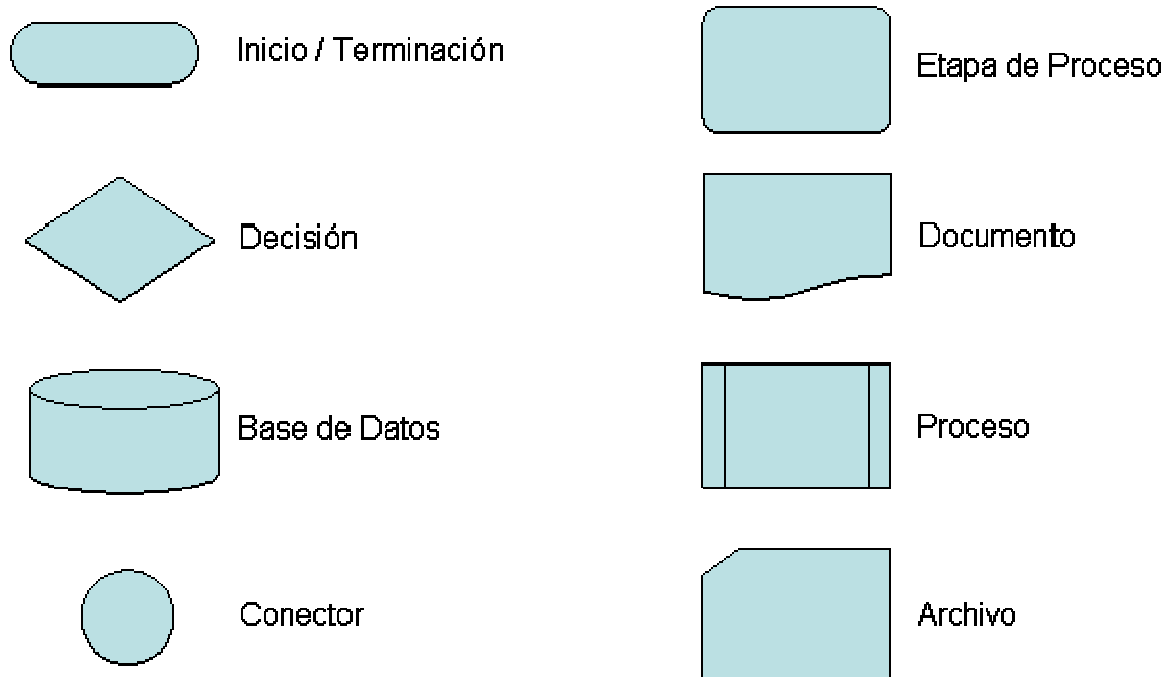 Inicio / Terminación
Etapa de Proceso
Decisión
Documento
Base de Datos
Proceso
Conector
Archivo